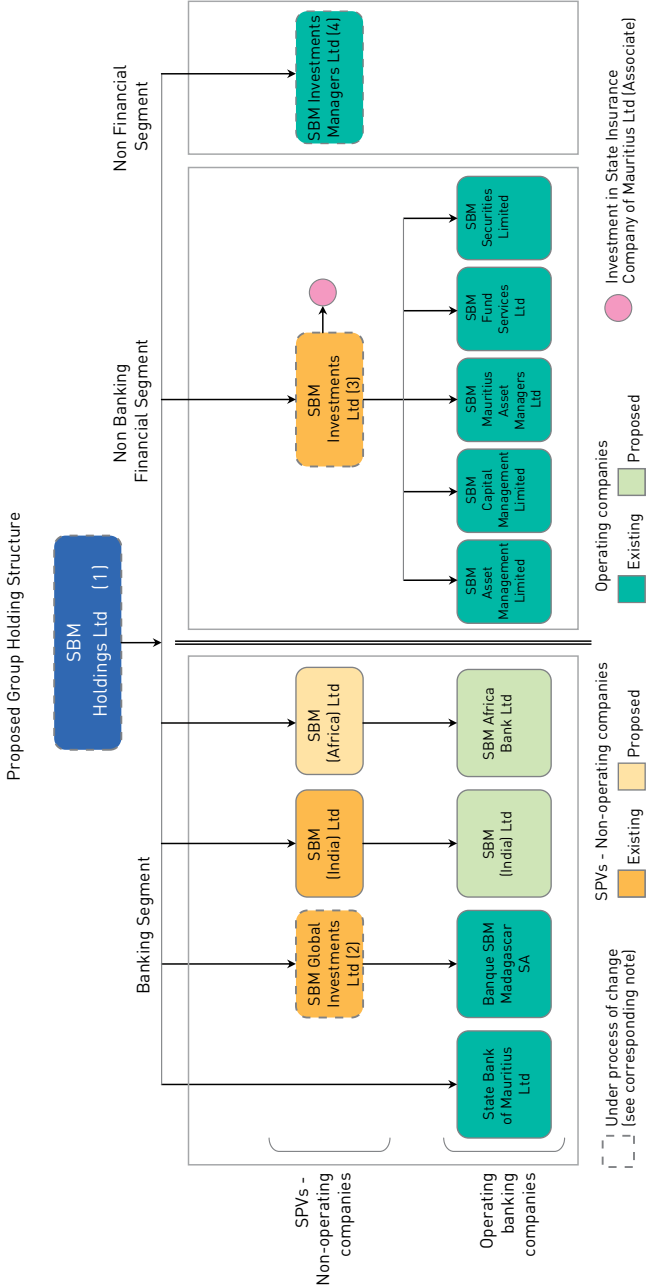 Proposed Group Holding Structure
SBM
Holdings Ltd (1)
Banking Segment
Non Banking
Financial Segment
Non Financial
Segment
SPVs -
Non-operating
companies
SBM Global
Investments
Ltd (2)
SBM
(India) Ltd
SBM
(Africa) Ltd
SBM
Investments
Ltd (3)
SBM Investments
Managers Ltd (4)
Operating
banking
companies
State Bank
of Mauritius
Ltd
Banque SBM
Madagascar
SA
SBM
(India) Ltd
SBM Africa
Bank Ltd
SBM
Asset
Management
Limited
SBM
Capital
Management
Limited
SBM
Mauritius
Asset
Managers
Ltd
SBM
Fund
Services
Ltd
SBM
Securities
Limited
Under process of change
(see corresponding note)
SPVs - Non-operating companies
Existing
Proposed
Operating companies
Existing
Proposed
Investment in State Insurance
Company of Mauritius Ltd (Associate)